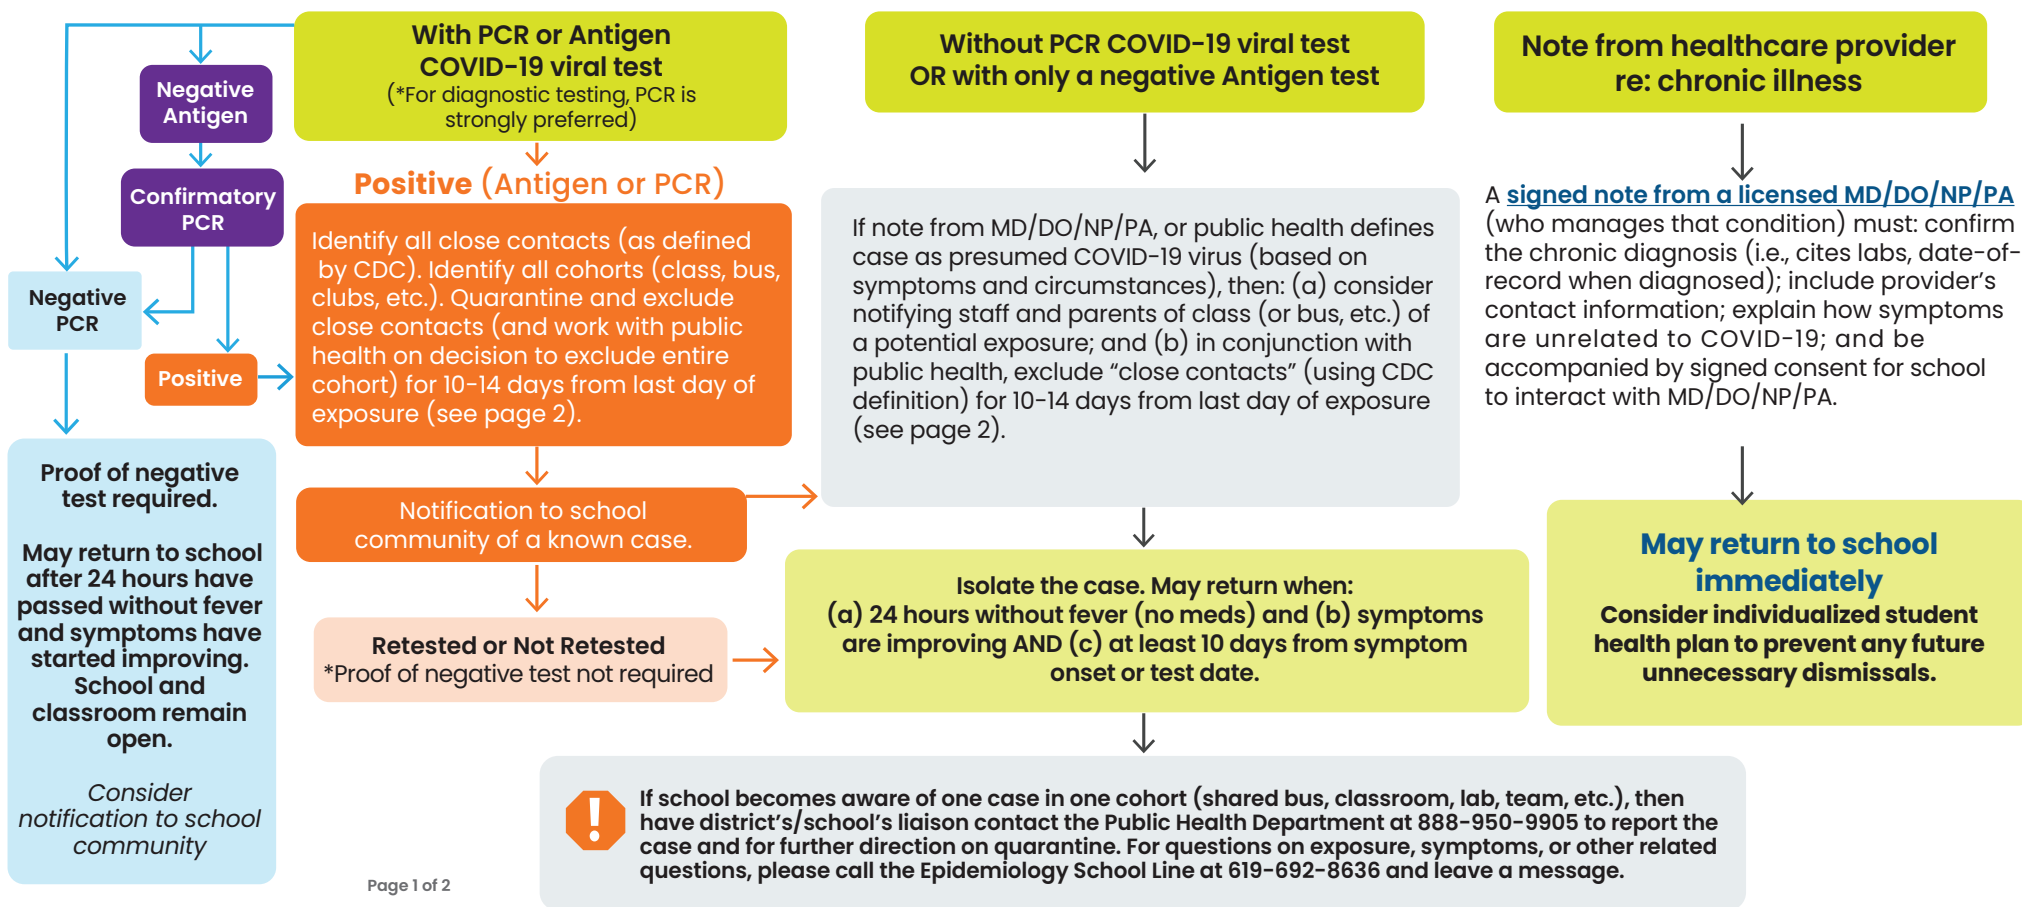 With PCR or Antigen
COVID-19 viral test
(*For diagnostic testing, PCR is
strongly preferred)
Negative
Antigen
Confirmatory
PCR
Negative
PCR
Positive
Proof of negative
test required.
May return to school
after 24 hours have
passed without fever
and symptoms have
started improving.
School and
classroom remain
open.
Consider
notification to school
community
Positive (Antigen or PCR)
Identify all close contacts (as defined
by CDC). Identify all cohorts (class, bus,
clubs, etc.). Quarantine and exclude
close contacts (and work with public
health on decision to exclude entire
cohort) for 10-14 days from last day of
exposure (see page 2).
Notification to school
community of a known case.
Retested or Not Retested
*Proof of negative test not required
Without PCR COVID-19 viral test
OR with only a negative Antigen test
If note from MD/DO/NP/PA, or public health defines
case as presumed COVID-19 virus (based on
symptoms and circumstances), then: (a) consider
notifying staff and parents of class (or bus, etc.) of
a potential exposure; and (b) in conjunction with
public health, exclude “close contacts” (using CDC
definition) for 10-14 days from last day of exposure
(see page 2).
Isolate the case. May return when:
(a) 24 hours without fever (no meds) and (b) symptoms
are improving AND (c) at least 10 days from symptom
onset or test date.
Note from healthcare provider
re: chronic illness
A signed note from a licensed MD/DO/NP/PA
(who manages that condition) must: confirm
the chronic diagnosis (i.e., cites labs, date-of-
record when diagnosed); include provider’s
contact information; explain how symptoms
are unrelated to COVID-19; and be
accompanied by signed consent for school
to interact with MD/DO/NP/PA.
May return to school
immediately
Consider individualized student
health plan to prevent any future
unnecessary dismissals.
!
If school becomes aware of one case in one cohort (shared bus, classroom, lab, team, etc.), then
have district’s/school’s liaison contact the Public Health Department at 888-950-9905 to report the
case and for further direction on quarantine. For questions on exposure, symptoms, or other related
questions, please call the Epidemiology School Line at 619-692-8636 and leave a message.
Page 1 of 2